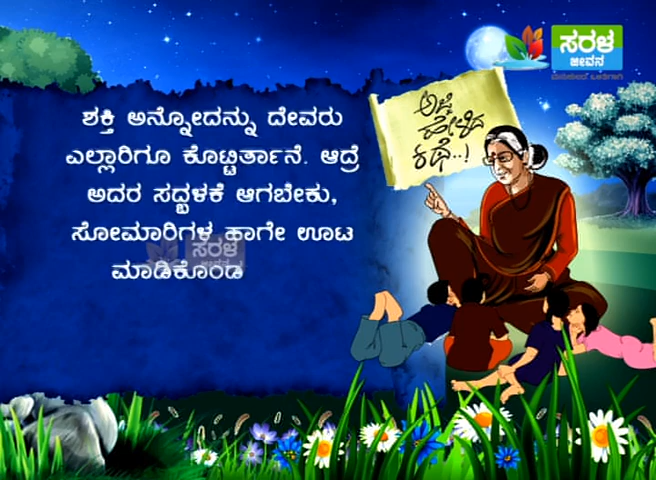 ಸರಳ
ಜೀವನ
ಅಜ್ಜಿ
ಹೇಳಿದ
ಕಥೆ..!
ಶಕ್ತಿ ಅನ್ನೋದನ್ನು ದೇವರು
ಎಲ್ಲಾರಿಗೂ ಕೊಟ್ಟಿರ್ತಾನೆ. ಆದ್ರೆ
ಅದರ ಸದ್ಬಳಕೆ ಆಗಬೇಕು,
ಸೋಮಾರಿಗಳ ಹಾಗೇ ಊಟ
ಮಾಡಿಕೊಂಡ
ಸರಳ